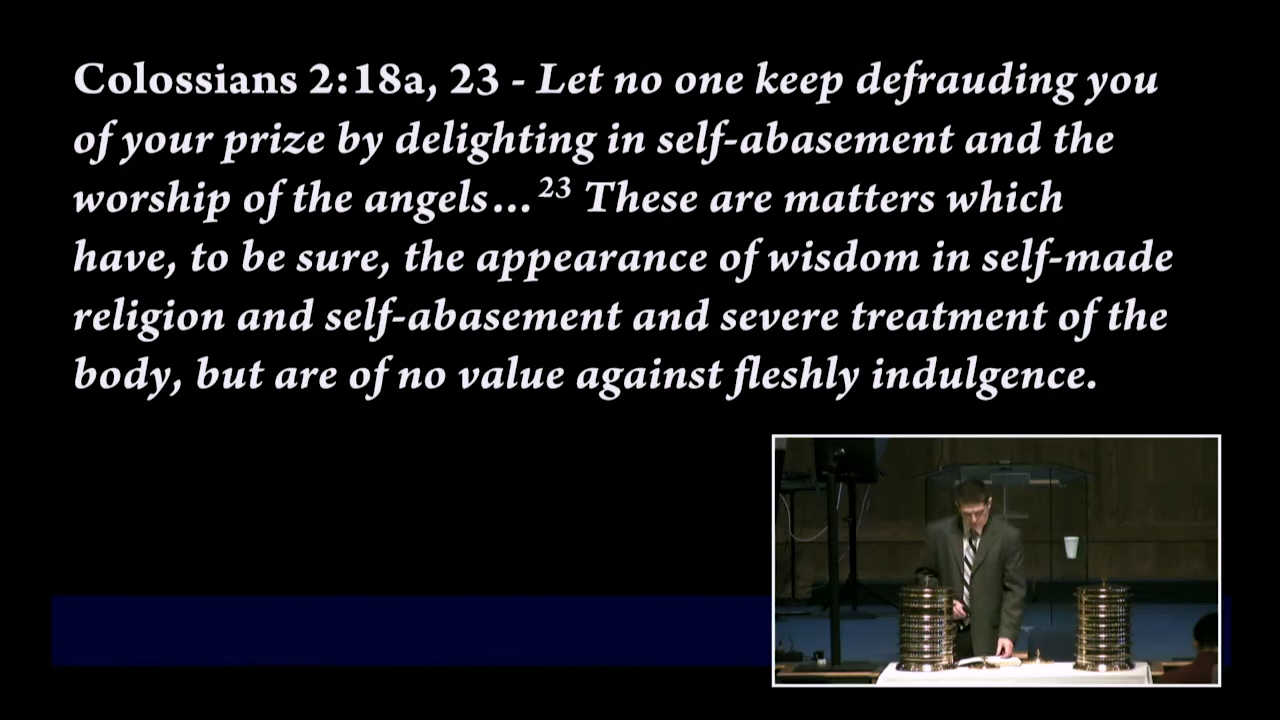 Colossians 2:18a, 23 - Let no one keep defrauding you
of your prize by delighting in self-abasement and the
worship of the angels…²³ These are matters which
have, to be sure, the appearance of wisdom in self-made
religion and self-abasement and severe treatment of the
body, but are of no value against fleshly indulgence.